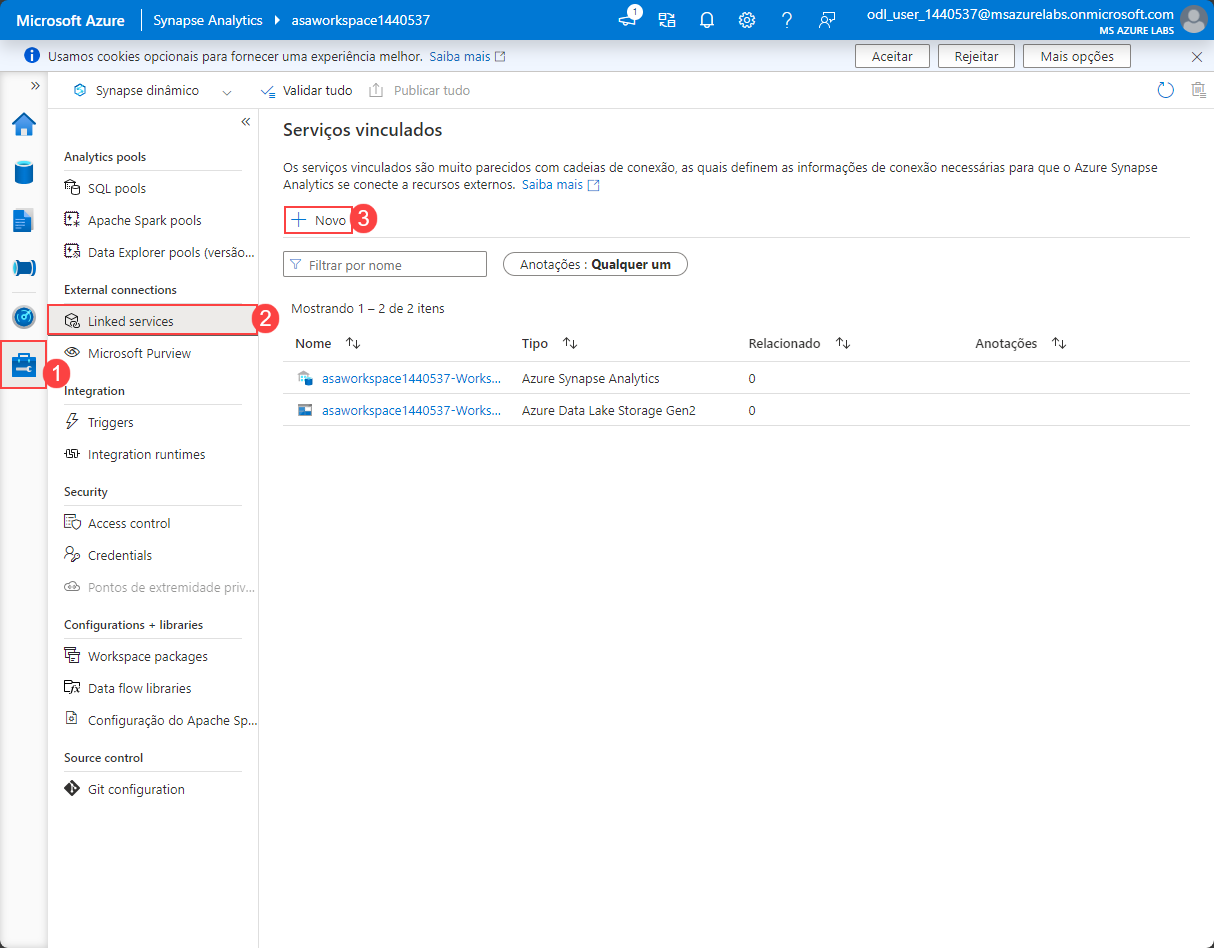 Microsoft Azure
Synapse Analytics
asaworkspace1440537
1
odl_user_1440537@msazurelabs.onmicrosoft.com
MS AZURE LABS
Usamos cookies opcionais para fornecer uma experiência melhor. Saiba mais
Aceitar
Rejeitar
Mais opções
Synapse dinâmico
Validar tudo
Publicar tudo
Analytics pools
SQL pools
Apache Spark pools
Data Explorer pools (versão...
External connections
Linked services
2
Microsoft Purview
1
Integration
Triggers
Integration runtimes
Security
Access control
Credentials
Pontos de extremidade priv...
Configurations + libraries
Workspace packages
Data flow libraries
Configuração do Apache Sp...
Source control
Git configuration
Serviços vinculados
Os serviços vinculados são muito parecidos com cadeias de conexão, as quais definem as informações de conexão necessárias para que o Azure Synapse
Analytics se conecte a recursos externos. Saiba mais
Novo
3
Filtrar por nome
Anotações : Qualquer um
Mostrando 1 – 2 de 2 itens
Nome Tipo Relacionado Anotações
asaworkspace1440537-Works... Azure Synapse Analytics 0
asaworkspace1440537-Works... Azure Data Lake Storage Gen2 0